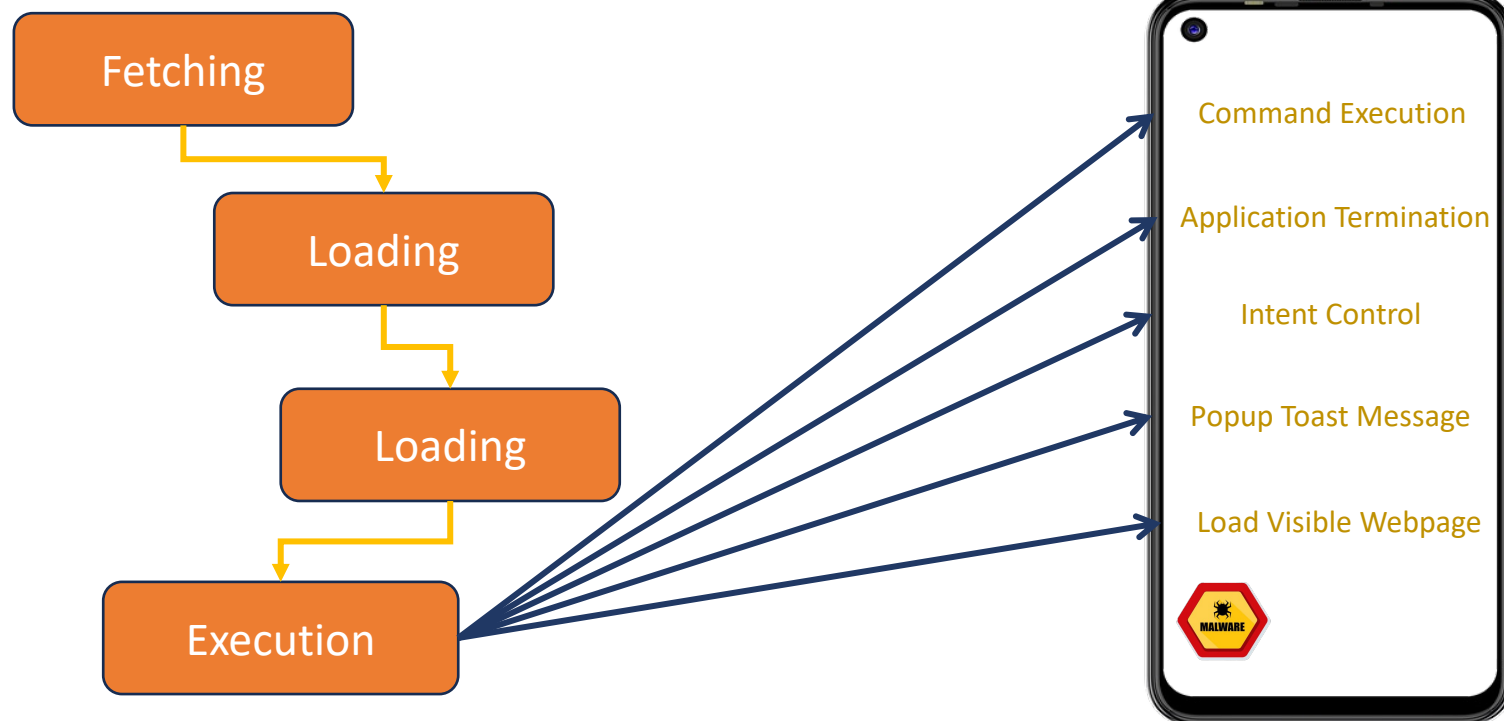 Fetching
Loading
Loading
Execution
Command Execution
Application Termination
Intent Control
Popup Toast Message
Load Visible Webpage
MALWARE